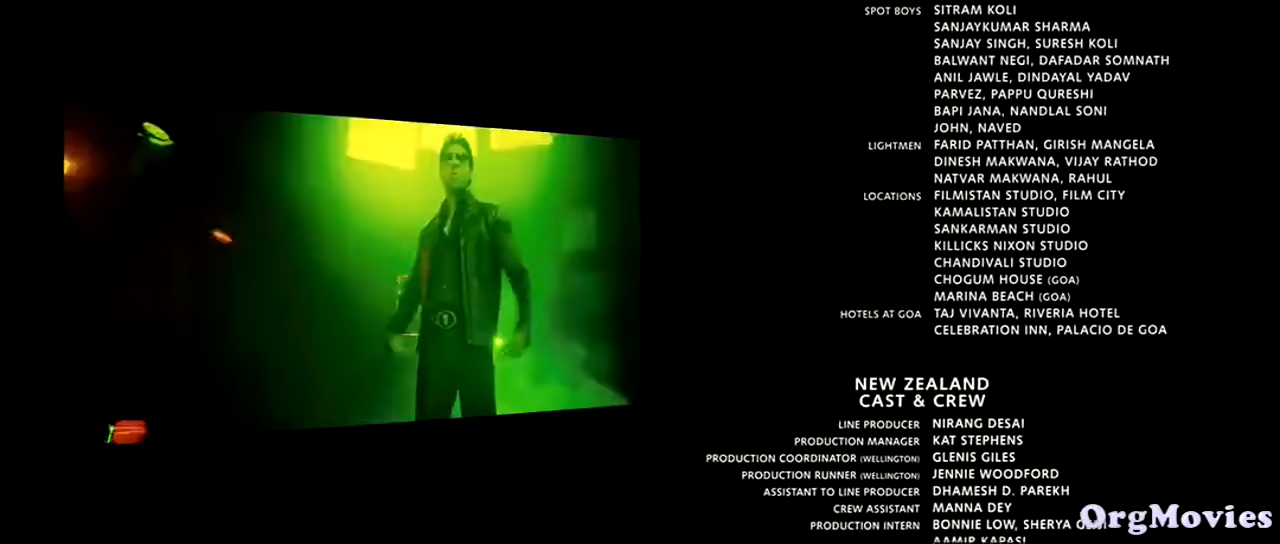 SPOT BOYS SITRAM KOLI
SANJAYKUMAR SHARMA
SANJAY SINGH, SURESH KOLI
BALWANT NEGI, DAFADAR SOMNATH
ANIL JAWLE, DINDAYAL YADAV
PARVEZ, PAPPU QURESHI
BAPI JANA, NANDLAL SONI
JOHN, NAVED
LIGHTMEN FARID PATTHAN, GIRISH MANGELA
DINESH MAKWANA, VIJAY RATHOD
NATVAR MAKWANA, RAHUL
LOCATIONS FILMISTAN STUDIO, FILM CITY
KAMALISTAN STUDIO
SANKARMAN STUDIO
KILLICKS NIXON STUDIO
CHANDIVALI STUDIO
CHOGUM HOUSE (GOA)
MARINA BEACH (GOA)
HOTELS AT GOA TAJ VIVANTA, RIVERIA HOTEL
CELEBRATION INN, PALACIO DE GOA
NEW ZEALAND
CAST & CREW
LINE PRODUCER NIRANG DESAI
PRODUCTION MANAGER KAT STEPHENS
PRODUCTION COORDINATOR (WELLINGTON) GLENIS GILES
PRODUCTION RUNNER (WELLINGTON) JENNIE WOODFORD
ASSISTANT TO LINE PRODUCER DHAMESH D. PAREKH
CREW ASSISTANT MANNA DEY
PRODUCTION INTERN BONNIE LOW, SHERYA
AAMIR KAPASI
OrgMovies